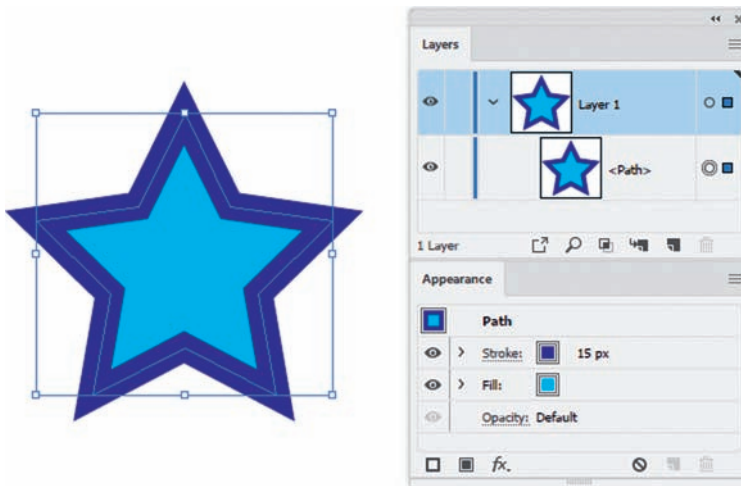 Layers
Layer 1
<Path>
1 Layer
Appearance
Path
Stroke: 15 px
Fill:
Opacity: Default
fx.